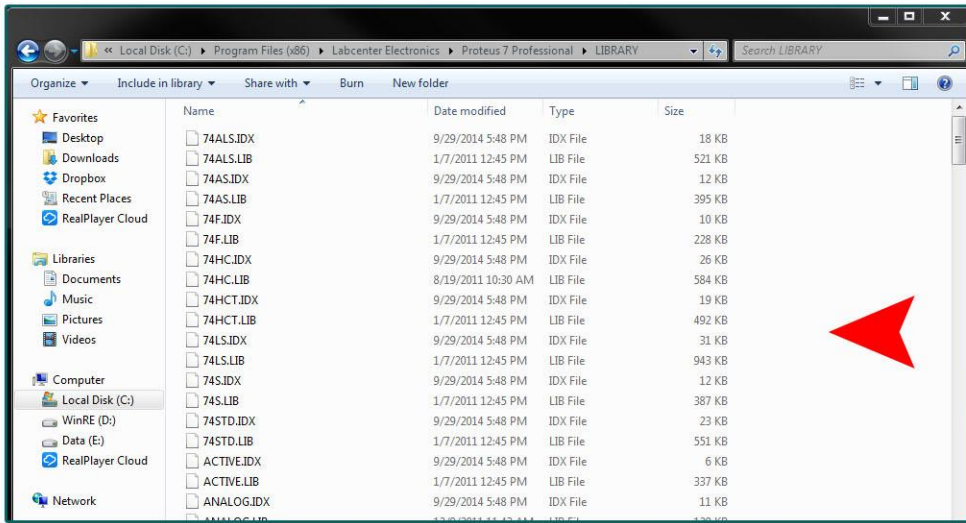 « Local Disk (C:) ▸ Program Files (x86) ▸ Labcenter Electronics ▸ Proteus 7 Professional ▸ LIBRARY Search LIBRARY
Organize Include in library Share with Burn New folder
Name Date modified Type Size
Favorites
Desktop
Downloads
Dropbox
Recent Places
RealPlayer Cloud
Libraries
Documents
Music
Pictures
Videos
Computer
Local Disk (C:)
WinRE (D:)
Data (E:)
RealPlayer Cloud
Network
74ALS.IDX 9/29/2014 5:48 PM IDX File 18 KB
74ALS.LIB 1/7/2011 12:45 PM LIB File 521 KB
74AS.IDX 9/29/2014 5:48 PM IDX File 12 KB
74AS.LIB 1/7/2011 12:45 PM LIB File 395 KB
74F.IDX 9/29/2014 5:48 PM IDX File 10 KB
74F.LIB 1/7/2011 12:45 PM LIB File 228 KB
74HC.IDX 9/29/2014 5:48 PM IDX File 26 KB
74HC.LIB 8/19/2011 10:30 AM LIB File 584 KB
74HCT.IDX 9/29/2014 5:48 PM IDX File 19 KB
74HCT.LIB 1/7/2011 12:45 PM LIB File 492 KB
74LS.IDX 9/29/2014 5:48 PM IDX File 31 KB
74LS.LIB 1/7/2011 12:45 PM LIB File 943 KB
74S.IDX 9/29/2014 5:48 PM IDX File 12 KB
74S.LIB 1/7/2011 12:45 PM LIB File 387 KB
74STD.IDX 9/29/2014 5:48 PM IDX File 23 KB
74STD.LIB 1/7/2011 12:45 PM LIB File 551 KB
ACTIVE.IDX 9/29/2014 5:48 PM IDX File 6 KB
ACTIVE.LIB 1/7/2011 12:45 PM LIB File 337 KB
ANALOG.IDX 9/29/2014 5:48 PM IDX File 11 KB